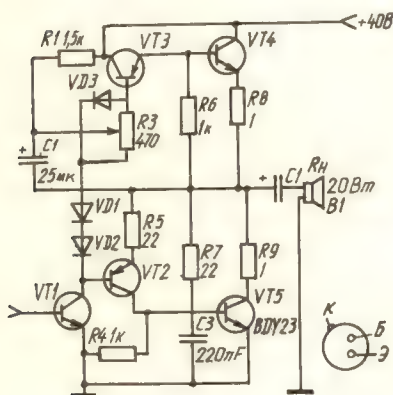 +40В
R1 1,5к
VT3
VT4
VD3
R3
470
R6
1к
R8
1
C1
25мк
C1
Rн
20Вт
B1
VD1
VD2
R5
22
R7
22
R9
1
VT2
VT1
VT5
BDY23
R4 1к
C3
220пF
К
Б
Э